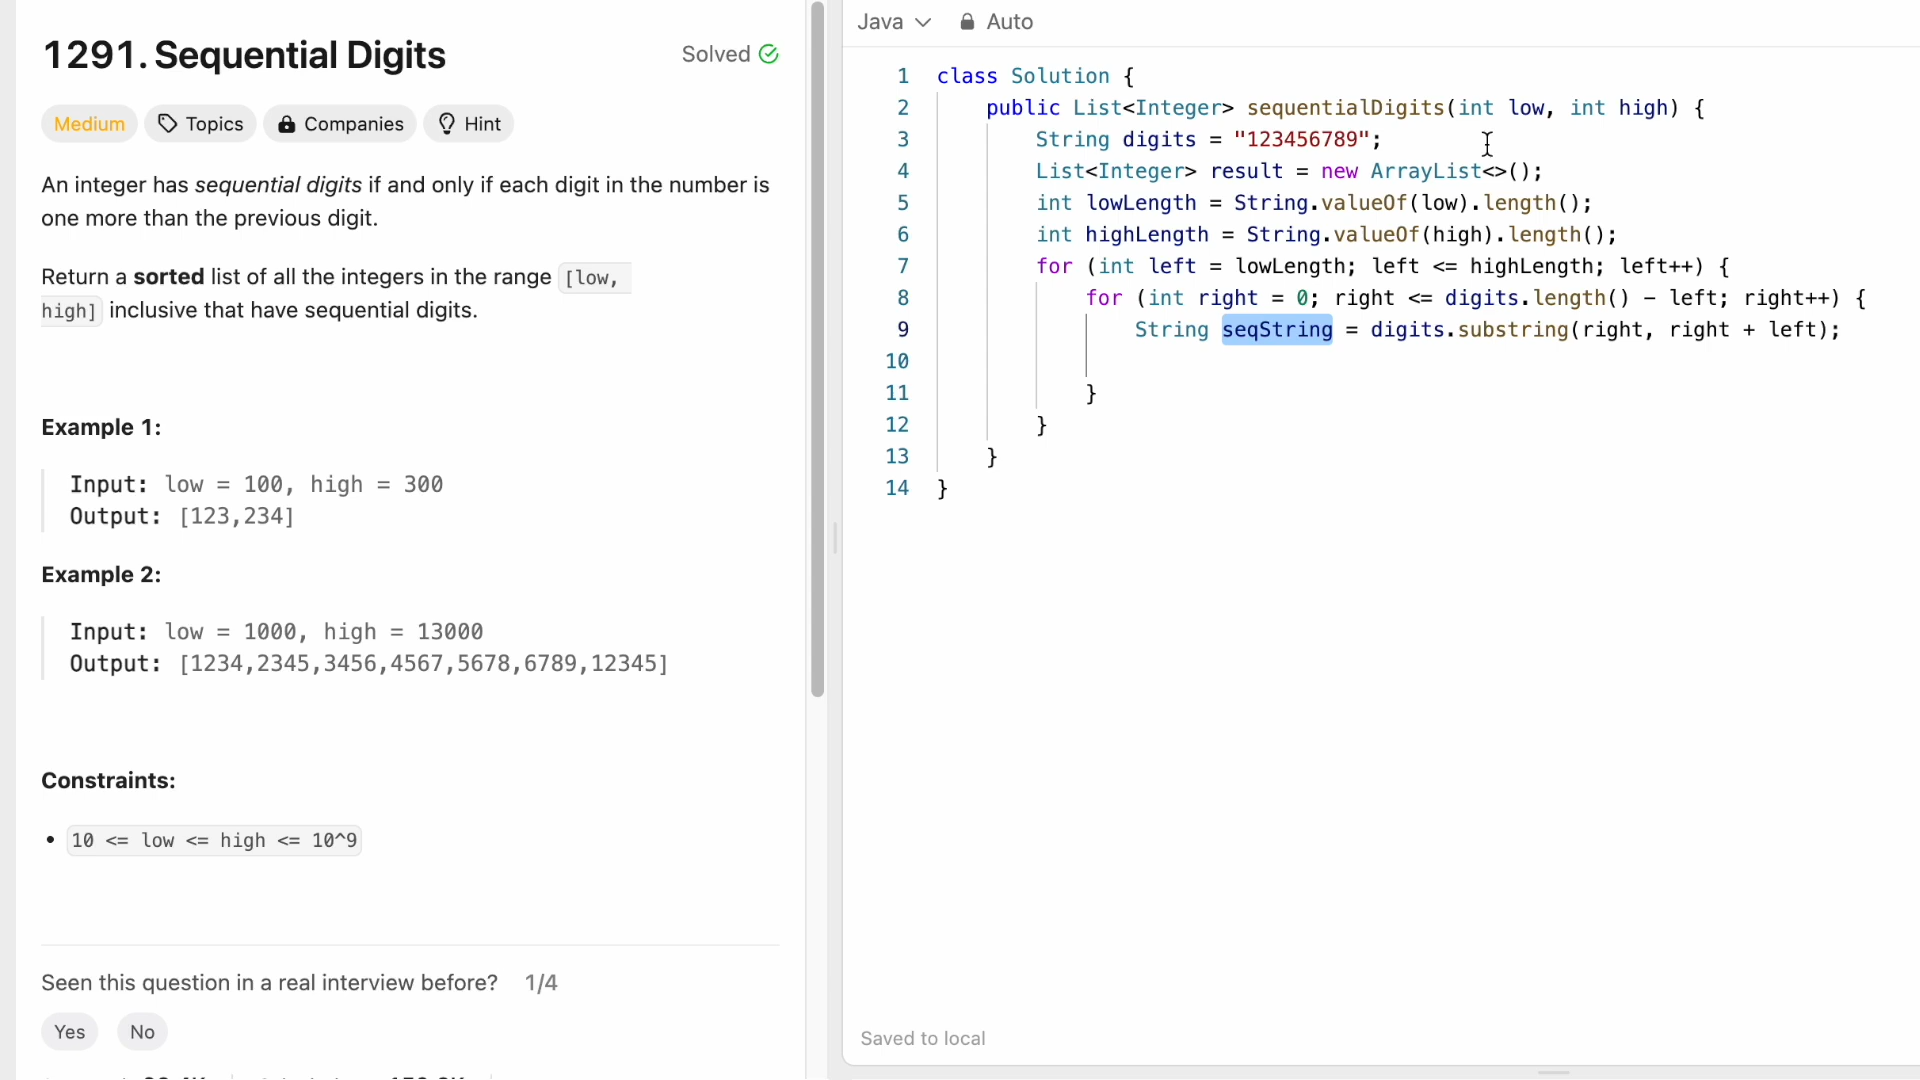 1291. Sequential Digits
Solved
Medium
Topics
Companies
Hint
An integer has sequential digits if and only if each digit in the number is
one more than the previous digit.
Return a sorted list of all the integers in the range [low,
high] inclusive that have sequential digits.
Example 1:
Input: low = 100, high = 300
Output: [123,234]
Example 2:
Input: low = 1000, high = 13000
Output: [1234,2345,3456,4567,5678,6789,12345]
Constraints:
• 10 <= low <= high <= 10^9
Seen this question in a real interview before? 1/4
Yes No
Java Auto
1 class Solution {
2 public List<Integer> sequentialDigits(int low, int high) {
3 String digits = "123456789";
4 List<Integer> result = new ArrayList<>();
5 int lowLength = String.valueOf(low).length();
6 int highLength = String.valueOf(high).length();
7 for (int left = lowLength; left <= highLength; left++) {
8 for (int right = 0; right <= digits.length() - left; right++) {
9 String seqString = digits.substring(right, right + left);
10
11 }
12 }
13 }
14 }
Saved to local